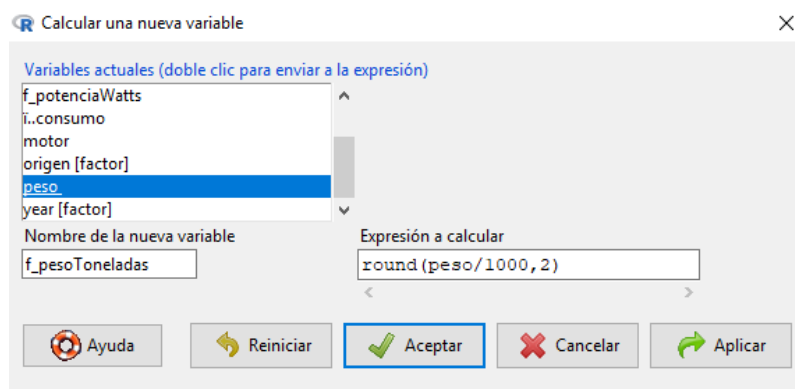 Calcular una nueva variable
Variables actuales (doble clic para enviar a la expresión)
f_potenciaWatts
ï..consumo
motor
origen [factor]
peso
year [factor]
Nombre de la nueva variable
Expresión a calcular
f_pesoToneladas
round(peso/1000,2)
Ayuda
Reiniciar
Aceptar
Cancelar
Aplicar